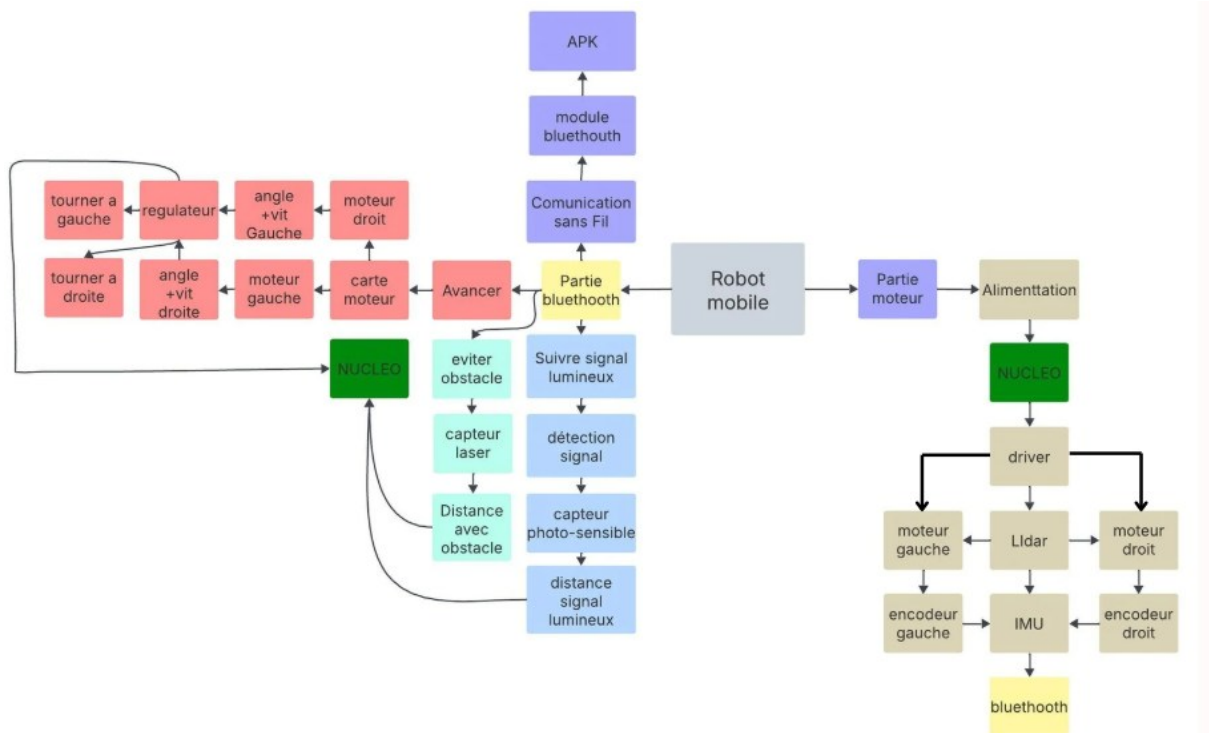 APK
module
bluethouth
Comunication
sans Fil
tourner a
gauche
regulateur
angle
+vit
Gauche
moteur
droit
tourner a
droite
angle
+vit
droite
moteur
gauche
carte
moteur
Avancer
Partie
bluethooth
Robot
mobile
Partie
moteur
Alimenttation
NUCLEO
eviter
obstacle
capteur
laser
Distance
avec
obstacle
Suivre signal
lumineux
détection
signal
capteur
photo-sensible
distance
signal
lumineux
NUCLEO
driver
moteur
gauche
LIdar
moteur
droit
encodeur
gauche
IMU
encodeur
droit
bluethooth